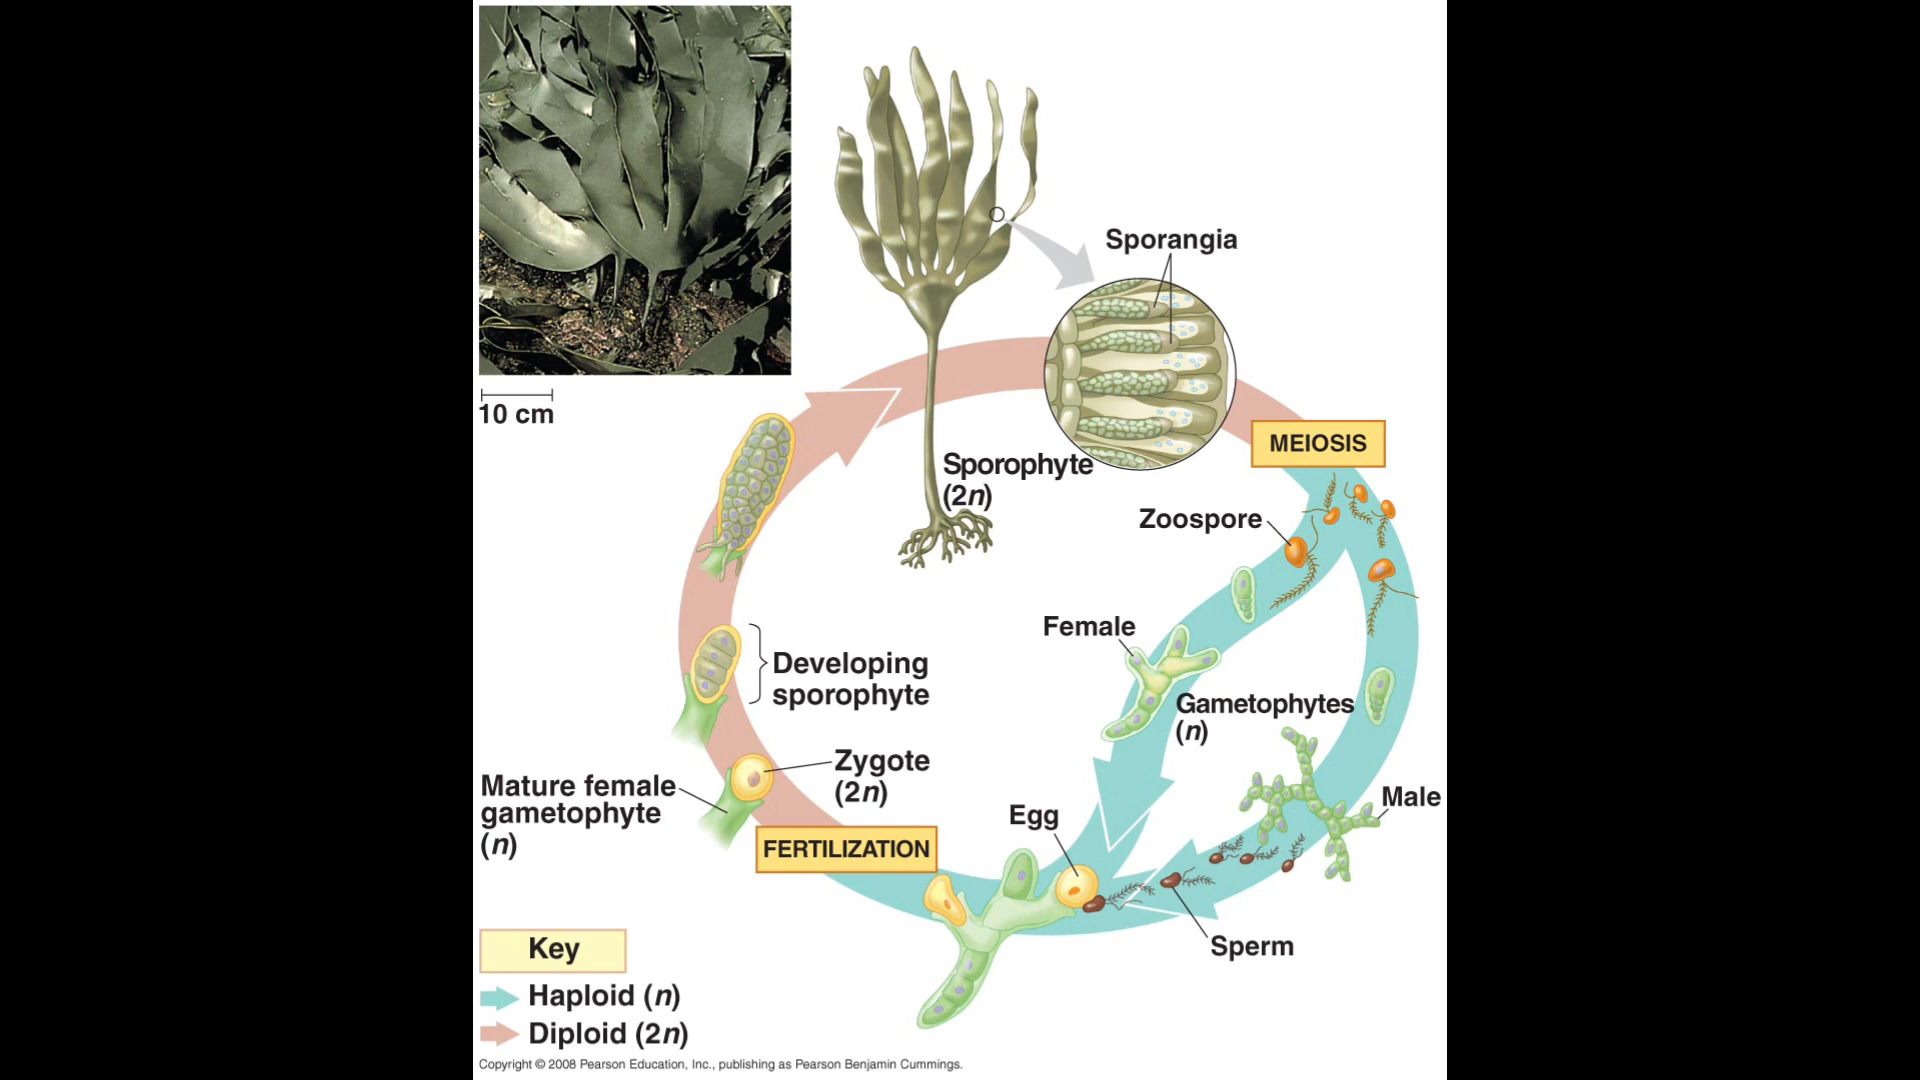 10 cm
Sporangia
MEIOSIS
Sporophyte
(2n)
Zoospore
Female
Gametophytes
(n)
Developing
sporophyte
Zygote
(2n)
Mature female
gametophyte
(n)
Male
Egg
FERTILIZATION
Sperm
Key
Haploid (n)
Diploid (2n)
Copyright © 2008 Pearson Education, Inc., publishing as Pearson Benjamin Cummings.